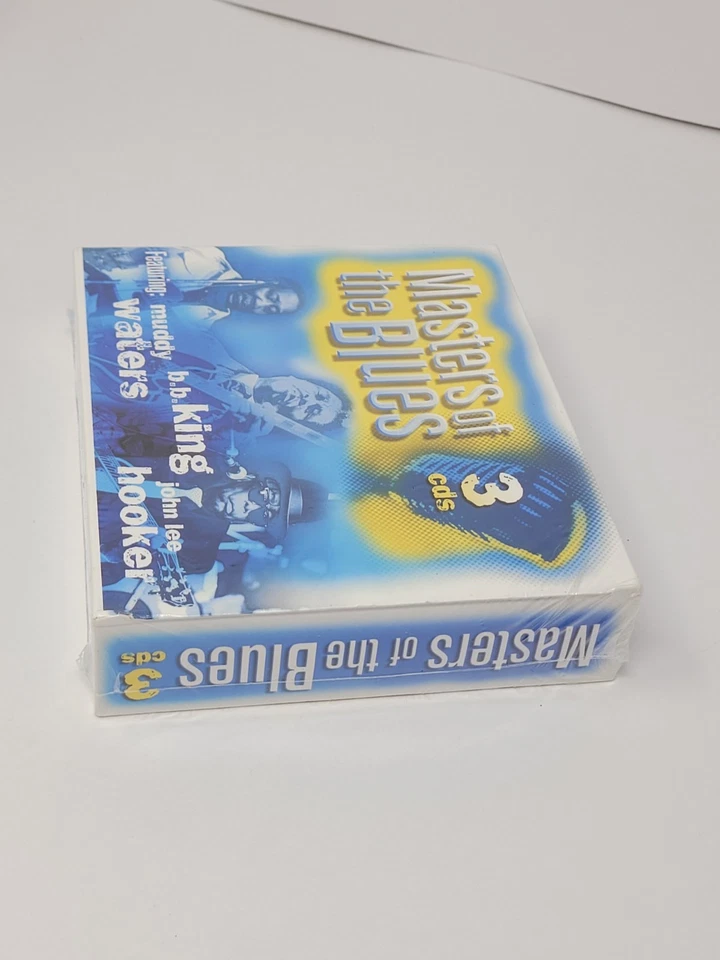 Masters of
the Blues
3
cds
Featuring: muddy
waters
b.b. king
john lee
hooker
Masters of the Blues 3
cds